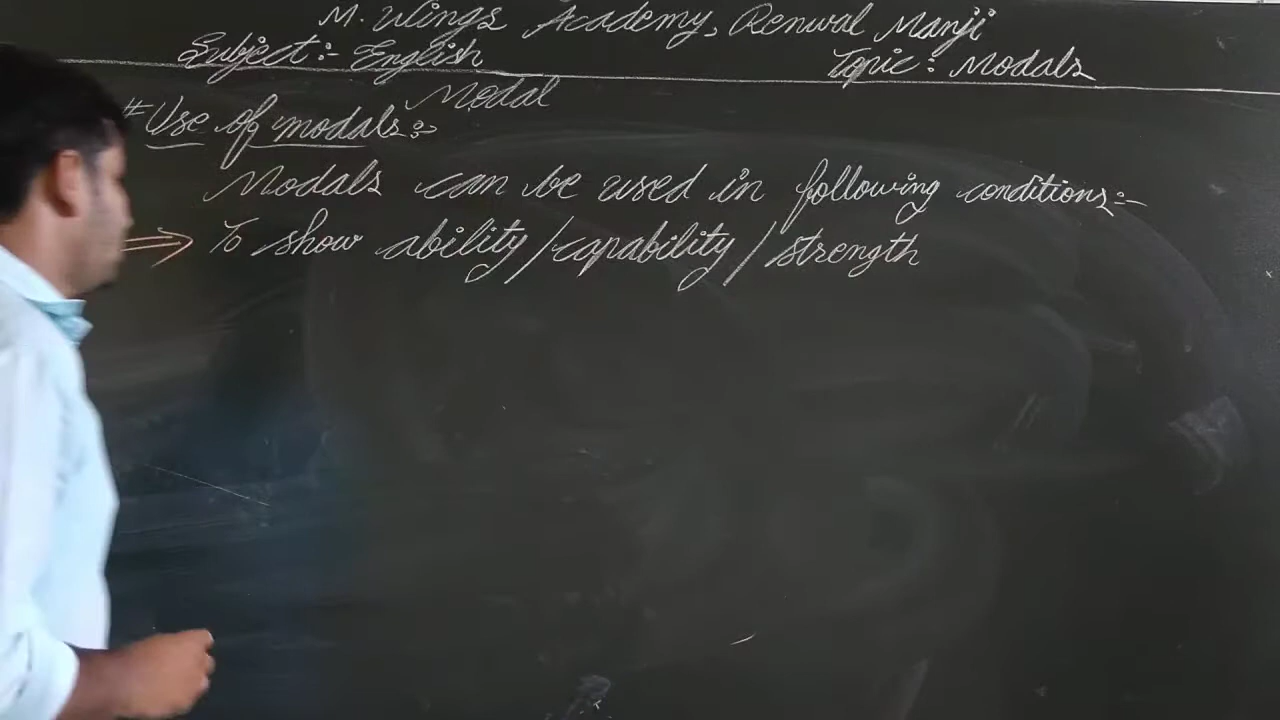 M. Wings Academy, Renwal Manji
Subject:- English Topic: Modals
Modal
# Use of modals:-
Modals can be used in following conditions:-
⇒ To show ability/capability/strength